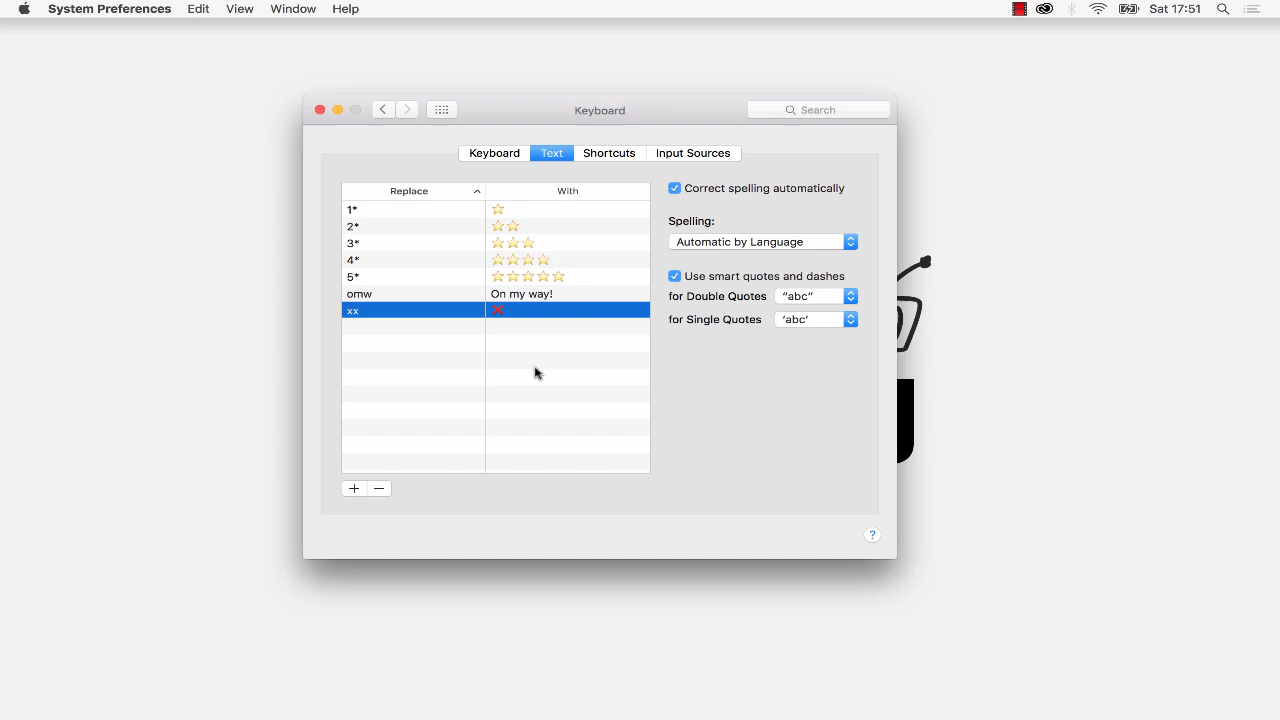 System Preferences Edit View Window Help Sat 17:51
Keyboard Search
Keyboard Text Shortcuts Input Sources
Replace With
1* ⭐
2* ⭐⭐
3* ⭐⭐⭐
4* ⭐⭐⭐⭐
5* ⭐⭐⭐⭐⭐
omw On my way!
xx ❌
+ −
Correct spelling automatically
Spelling:
Automatic by Language
Use smart quotes and dashes
for Double Quotes “abc”
for Single Quotes ‘abc’
?